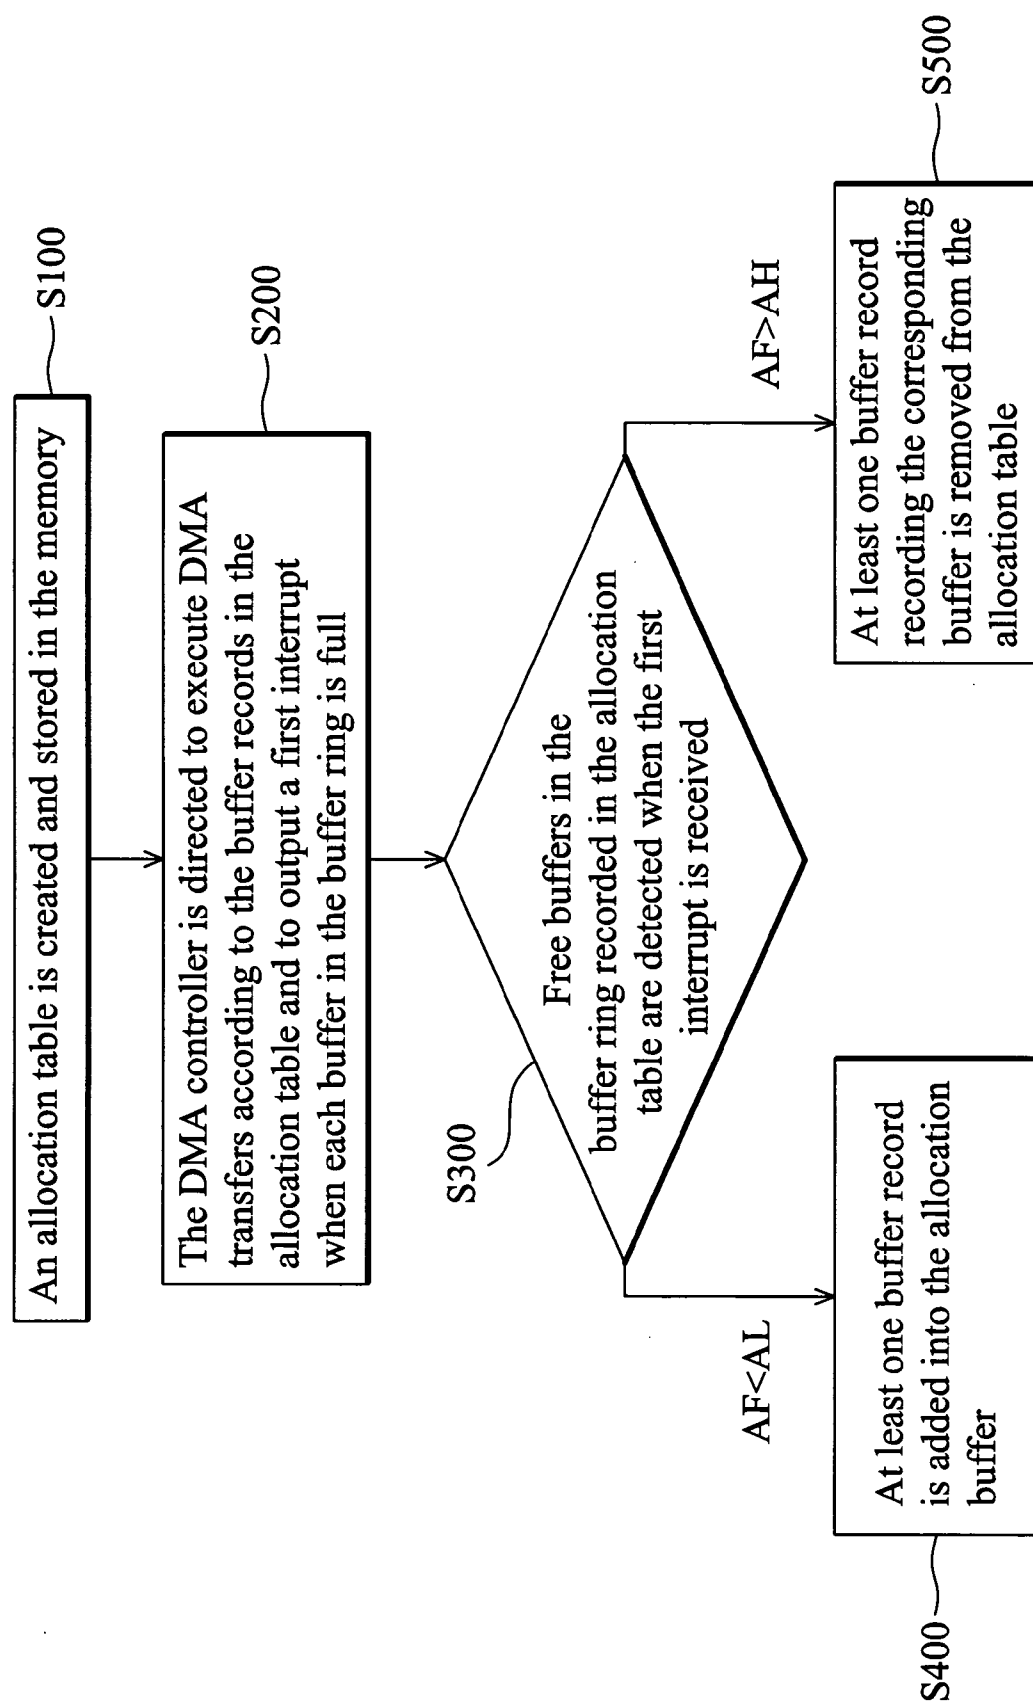 An allocation table is created and stored in the memory
S100
The DMA controller is directed to execute DMA
transfers according to the buffer records in the
allocation table and to output a first interrupt
when each buffer in the buffer ring is full
S200
S300
Free buffers in the
buffer ring recorded in the allocation
table are detected when the first
interrupt is received
AF<AL
AF>AH
At least one buffer record
is added into the allocation
buffer
S400
At least one buffer record
recording the corresponding
buffer is removed from the
allocation table
S500